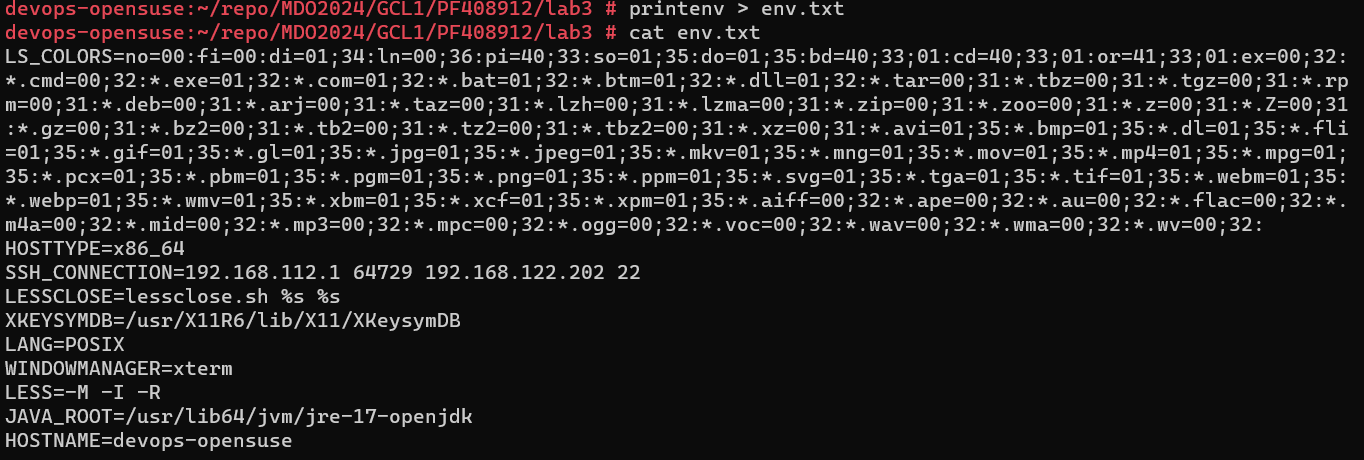 devops-opensuse:~/repo/MDO2024/GCL1/PF408912/lab3 # printenv > env.txt
devops-opensuse:~/repo/MDO2024/GCL1/PF408912/lab3 # cat env.txt
LS_COLORS=no=00:fi=00:di=01;34:ln=00;36:pi=40;33:so=01;35:do=01;35:bd=40;33;01:cd=40;33;01:or=41;33;01:ex=00;32:
*.cmd=00;32:*.exe=01;32:*.com=01;32:*.bat=01;32:*.btm=01;32:*.dll=01;32:*.tar=00;31:*.tbz=00;31:*.tgz=00;31:*.rp
m=00;31:*.deb=00;31:*.arj=00;31:*.taz=00;31:*.lzh=00;31:*.lzma=00;31:*.zip=00;31:*.zoo=00;31:*.z=00;31:*.Z=00;31
:*.gz=00;31:*.bz2=00;31:*.tb2=00;31:*.tz2=00;31:*.tbz2=00;31:*.xz=00;31:*.avi=01;35:*.bmp=01;35:*.dl=01;35:*.fli
=01;35:*.gif=01;35:*.gl=01;35:*.jpg=01;35:*.jpeg=01;35:*.mkv=01;35:*.mng=01;35:*.mov=01;35:*.mp4=01;35:*.mpg=01;
35:*.pcx=01;35:*.pbm=01;35:*.pgm=01;35:*.png=01;35:*.ppm=01;35:*.svg=01;35:*.tga=01;35:*.tif=01;35:*.webm=01;35:
*.webp=01;35:*.wmv=01;35:*.xbm=01;35:*.xcf=01;35:*.xpm=01;35:*.aiff=00;32:*.ape=00;32:*.au=00;32:*.flac=00;32:*.
m4a=00;32:*.mid=00;32:*.mp3=00;32:*.mpc=00;32:*.ogg=00;32:*.voc=00;32:*.wav=00;32:*.wma=00;32:*.wv=00;32:
HOSTTYPE=x86_64
SSH_CONNECTION=192.168.112.1 64729 192.168.122.202 22
LESSCLOSE=lessclose.sh %s %s
XKEYSYMDB=/usr/X11R6/lib/X11/XKeysymDB
LANG=POSIX
WINDOWMANAGER=xterm
LESS=-M -I -R
JAVA_ROOT=/usr/lib64/jvm/jre-17-openjdk
HOSTNAME=devops-opensuse